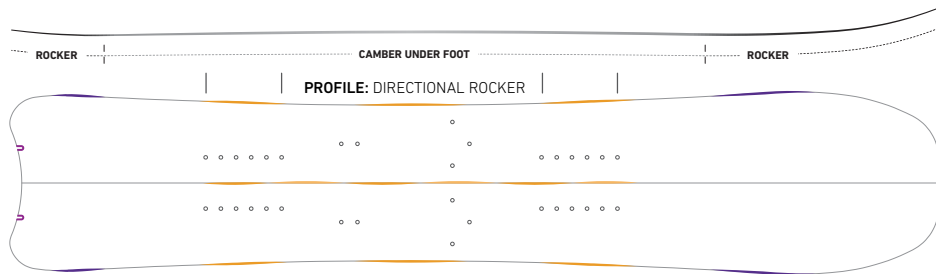 ROCKER CAMBER UNDER FOOT ROCKER
PROFILE: DIRECTIONAL ROCKER